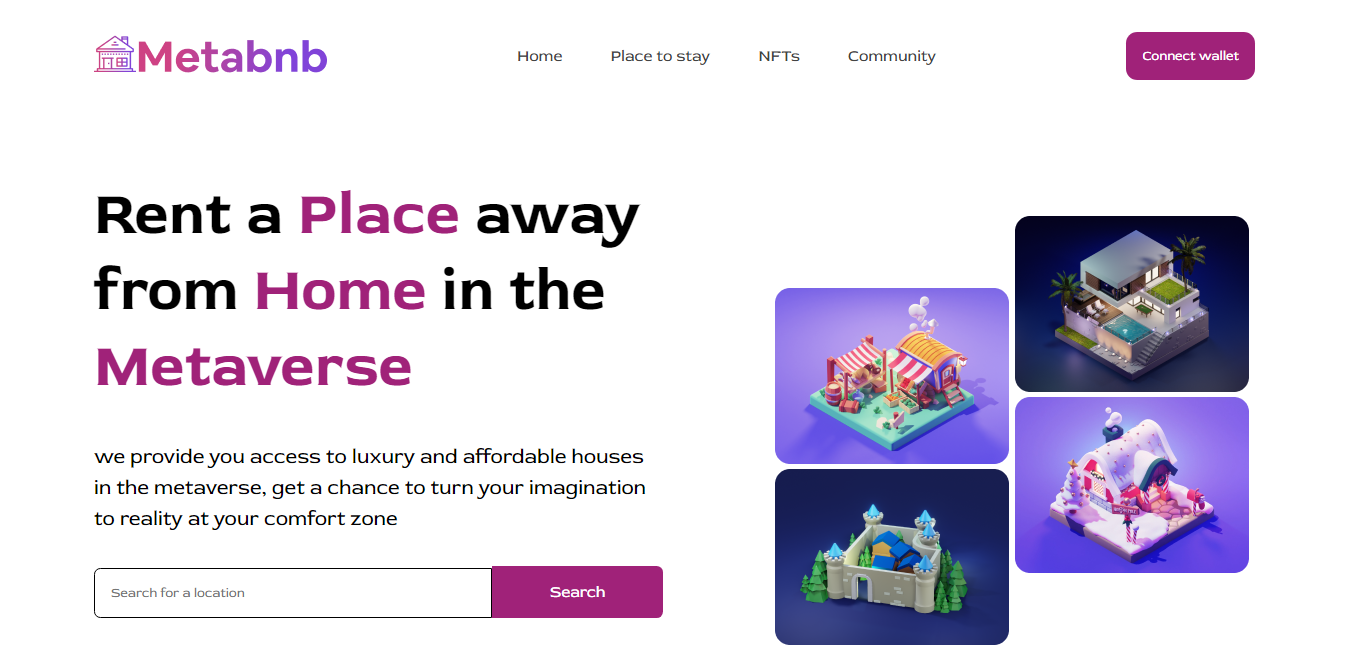 Metabnb
Home
Place to stay
NFTs
Community
Connect wallet
Rent a Place away
from Home in the
Metaverse
we provide you access to luxury and affordable houses
in the metaverse, get a chance to turn your imagination
to reality at your comfort zone
Search for a location
Search